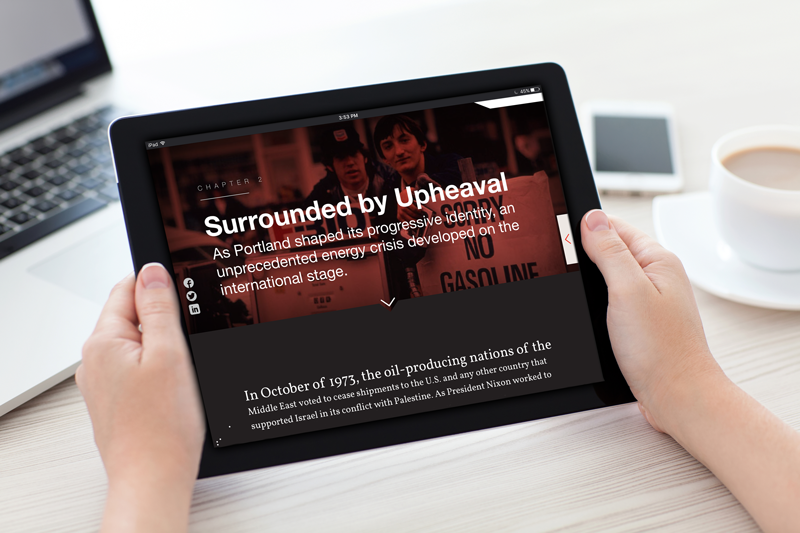 iPad
3:53 PM
45%
CHAPTER 2
Surrounded by Upheaval
As Portland shaped its progressive identity, an
unprecedented energy crisis developed on the
international stage.
SORRY
NO
GASOLINE
in
In October of 1973, the oil-producing nations of the
Middle East voted to cease shipments to the U.S. and any other country that
supported Israel in its conflict with Palestine. As President Nixon worked to